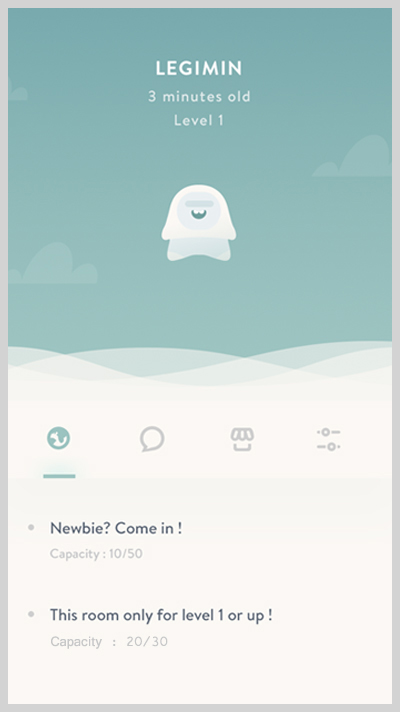 LEGIMIN
3 minutes old
Level 1
Newbie? Come in !
Capacity : 10/50
This room only for level 1 or up !
Capacity : 20/30